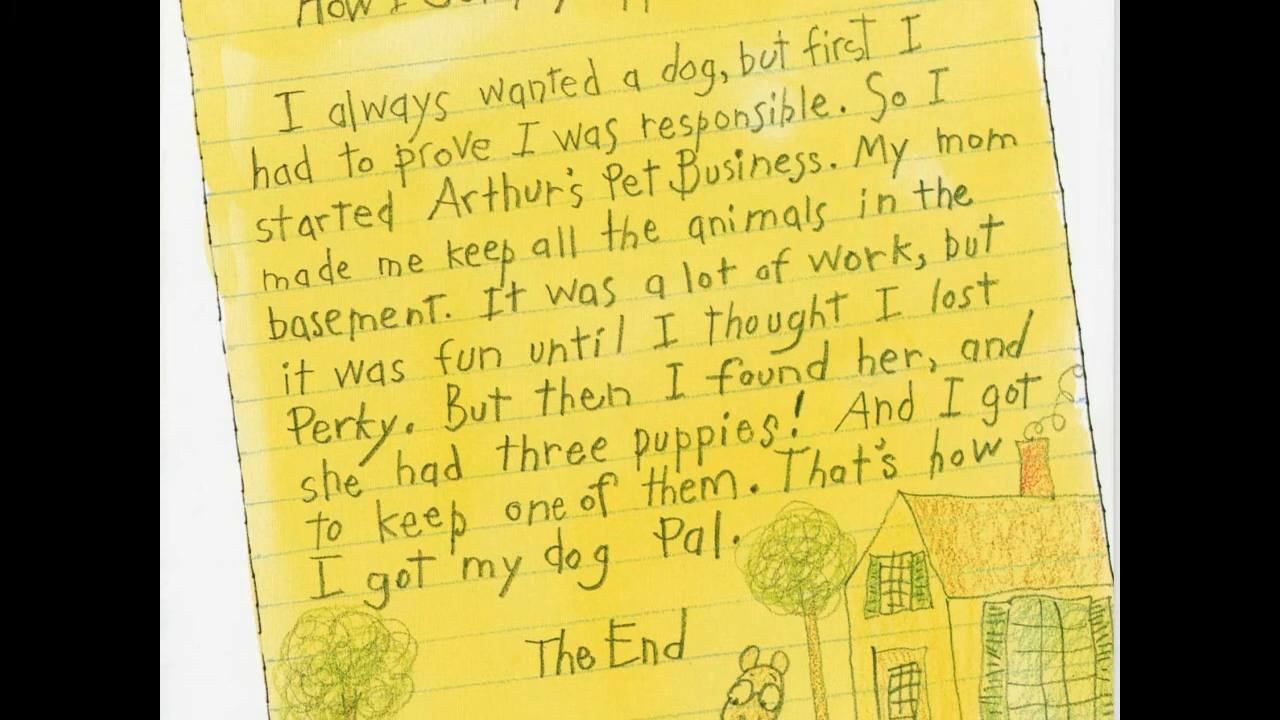 How I
I always wanted a dog, but first I
had to prove I was responsible. So I
started Arthur's Pet Business. My mom
made me keep all the animals in the
basement. It was a lot of work, but
it was fun until I thought I lost
Perky. But then I found her, and
she had three puppies! And I got
to keep one of them. That's how
I got my dog Pal.
The End